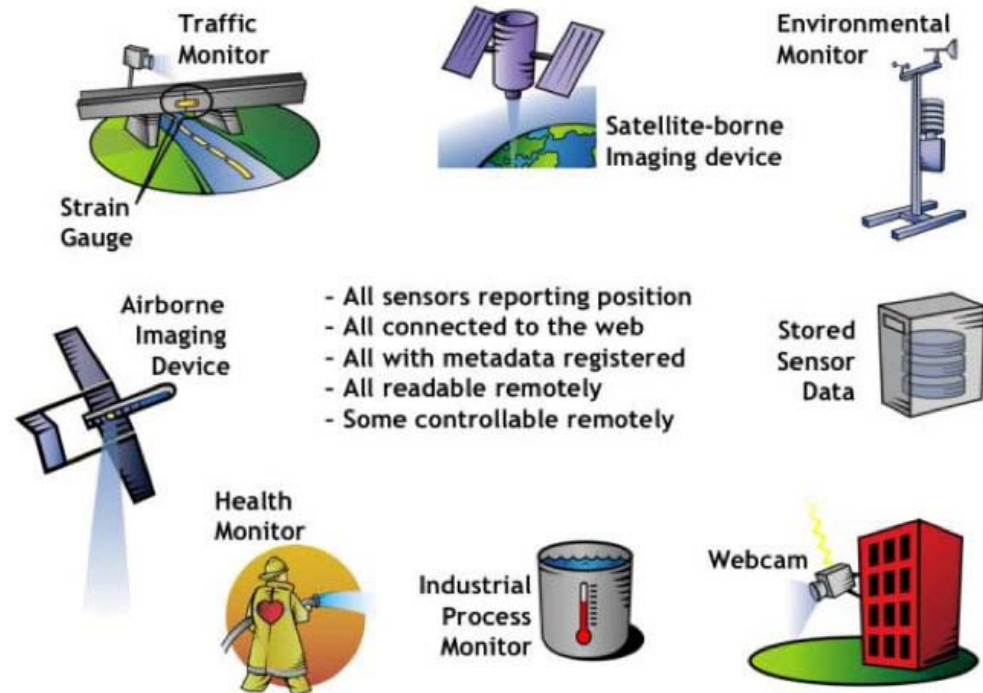 Traffic
Monitor
Strain
Gauge
Satellite-borne
Imaging device
Environmental
Monitor
Airborne
Imaging
Device
- All sensors reporting position
- All connected to the web
- All with metadata registered
- All readable remotely
- Some controllable remotely
Stored
Sensor
Data
Health
Monitor
Industrial
Process
Monitor
Webcam